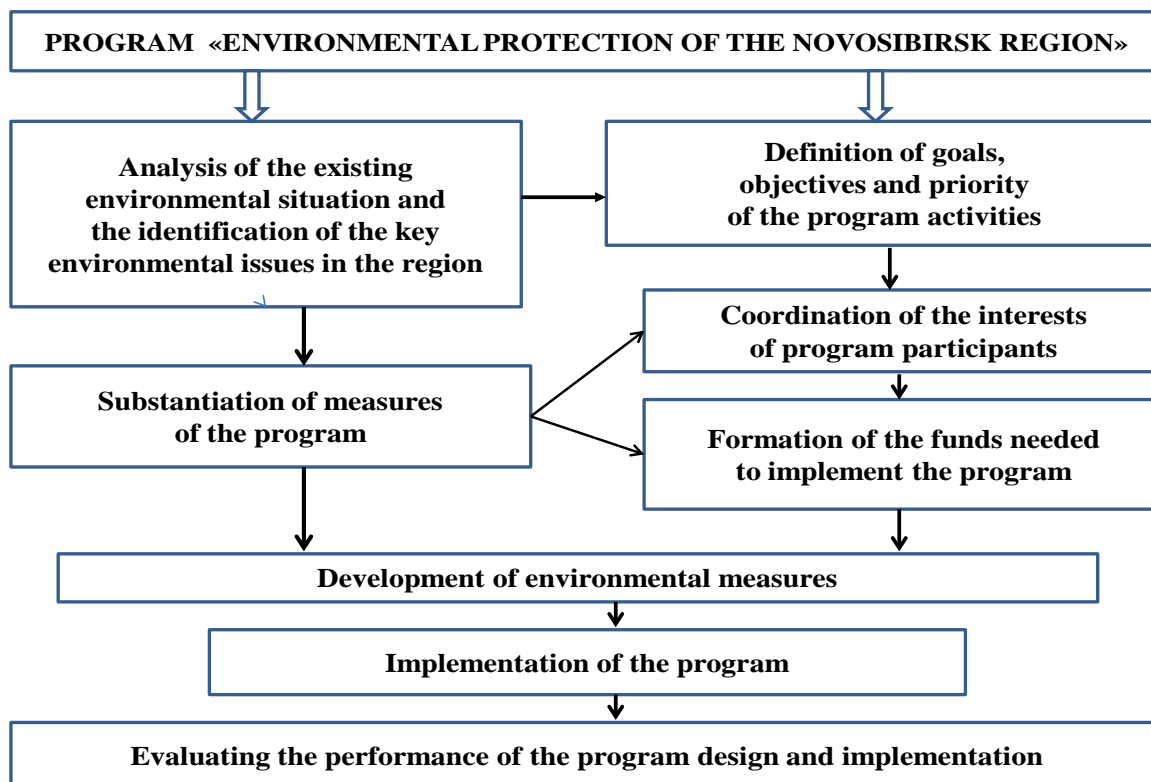 PROGRAM «ENVIRONMENTAL PROTECTION OF THE NOVOSIBIRSK REGION»
Analysis of the existing
environmental situation and
the identification of the key
environmental issues in the region
Definition of goals,
objectives and priority
of the program activities
Coordination of the interests
of program participants
Substantiation of measures
of the program
Formation of the funds needed
to implement the program
Development of environmental measures
Implementation of the program
Evaluating the performance of the program design and implementation